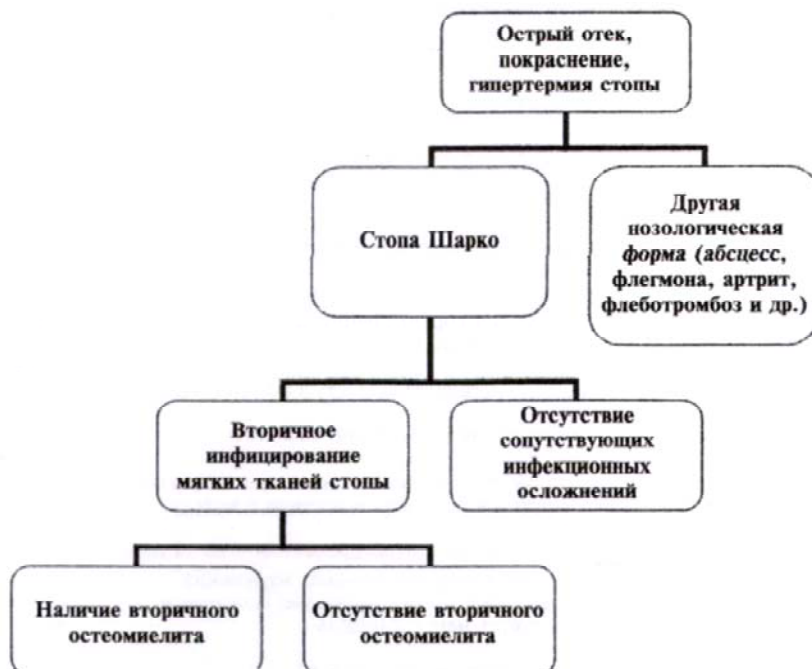 Острый отек,
покраснение,
гипертермия стопы
Стопа Шарко
Другая
нозологическая
форма (абсцесс,
флегмона, артрит,
флеботромбоз и др.)
Вторичное
инфицирование
мягких тканей стопы
Отсутствие
сопутствующих
инфекционных
осложнений
Наличие вторичного
остеомиелита
Отсутствие вторичного
остеомиелита